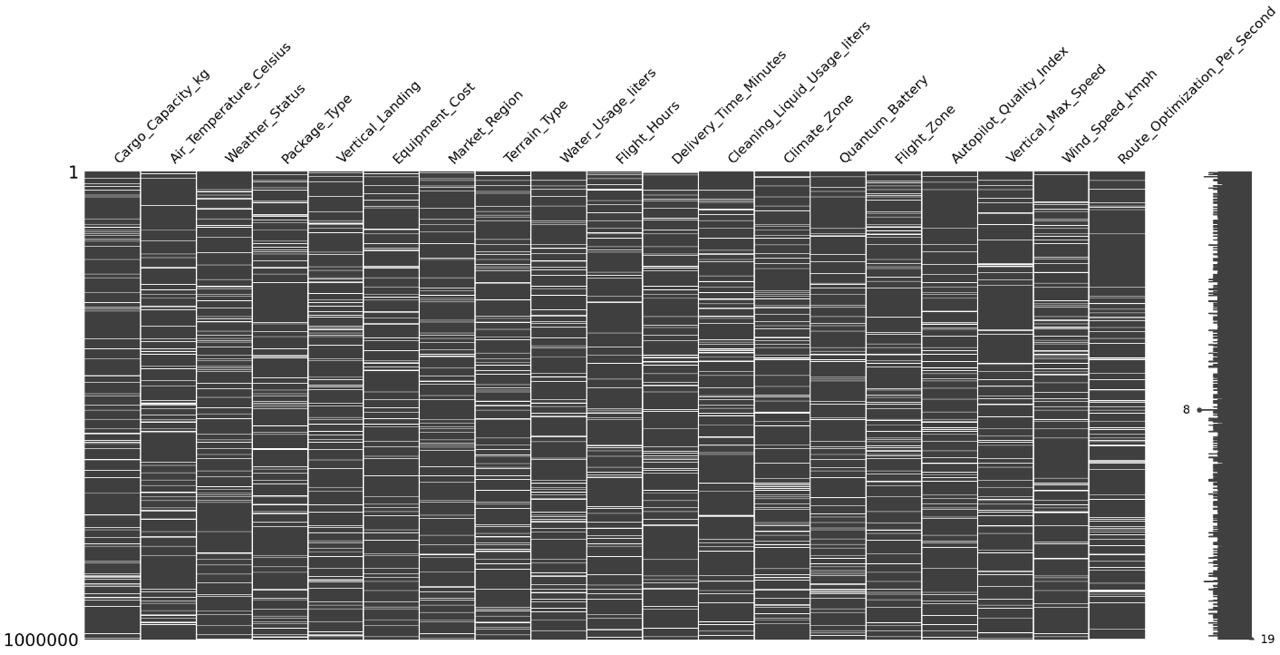 Cargo_Capacity_kg
Air_Temperature_Celsius
Weather_Status
Package_Type
Vertical_Landing
Equipment_Cost
Market_Region
Terrain_Type
Water_Usage_liters
Flight_Hours
Delivery_Time_Minutes
Cleaning_Liquid_Usage_liters
Climate_Zone
Quantum_Battery
Flight_Zone
Autopilot_Quality_Index
Vertical_Max_Speed
Wind_Speed_kmph
Route_Optimization_Per_Second
1
8
1000000
19